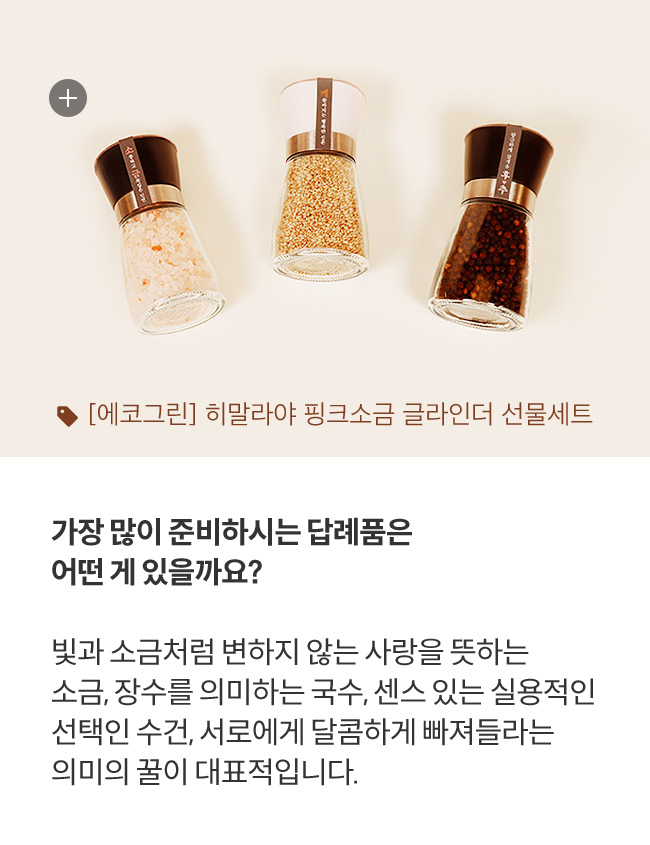 [에코그린] 히말라야 핑크소금 글라인더 선물세트
가장 많이 준비하시는 답례품은
어떤 게 있을까요?
빛과 소금처럼 변하지 않는 사랑을 뜻하는
소금, 장수를 의미하는 국수, 센스 있는 실용적인
선택인 수건, 서로에게 달콤하게 빠져들라는
의미의 꿀이 대표적입니다.